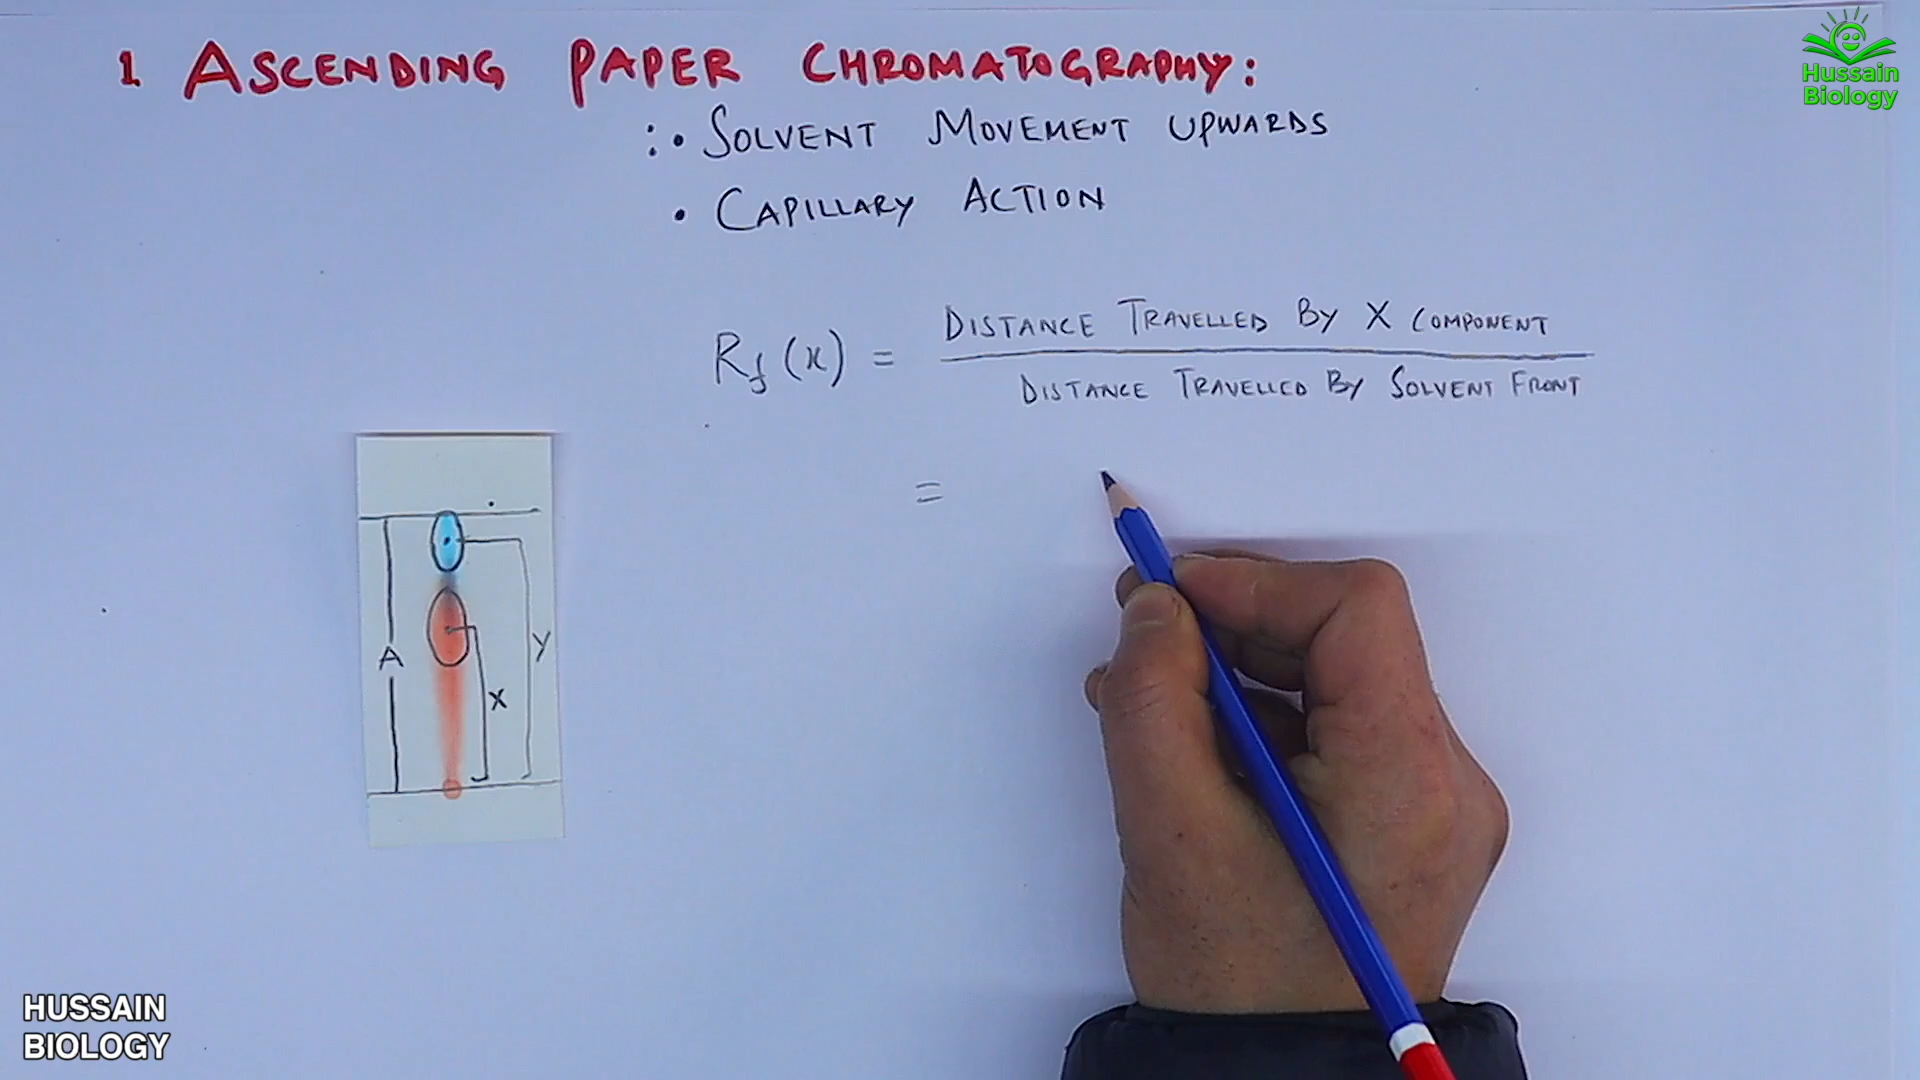 1 ASCENDING PAPER CHROMATOGRAPHY:
:• SOLVENT MOVEMENT UPWARDS
• CAPILLARY ACTION
Rf (x) = DISTANCE TRAVELLED BY X COMPONENT
DISTANCE TRAVELLED BY SOLVENT FRONT
=
A
Y
X
Hussain
Biology
HUSSAIN
BIOLOGY